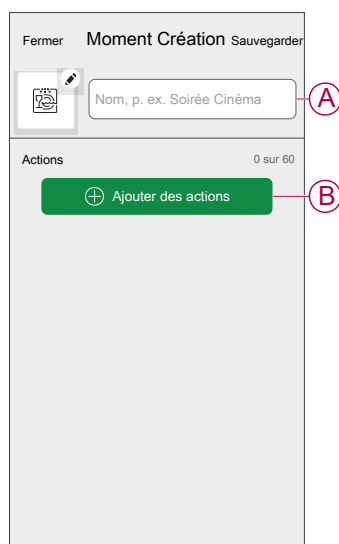 Fermer Moment Création Sauvegarder
Nom, p. ex. Soirée Cinéma A
Actions 0 sur 60
Ajouter des actions B